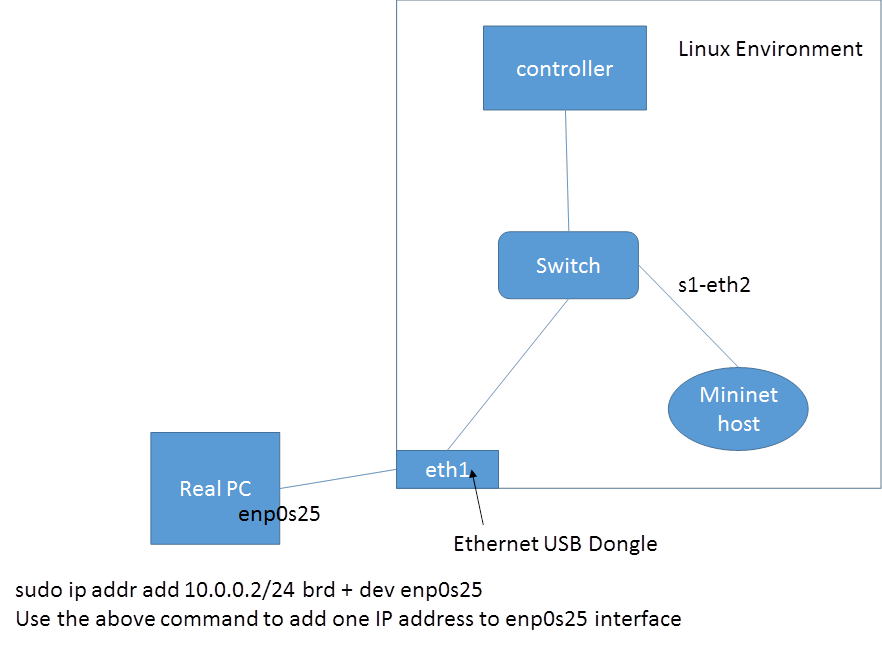 Linux Environment
controller
Switch
s1-eth2
Mininet
host
eth1
Real PC
enp0s25
Ethernet USB Dongle
sudo ip addr add 10.0.0.2/24 brd + dev enp0s25
Use the above command to add one IP address to enp0s25 interface